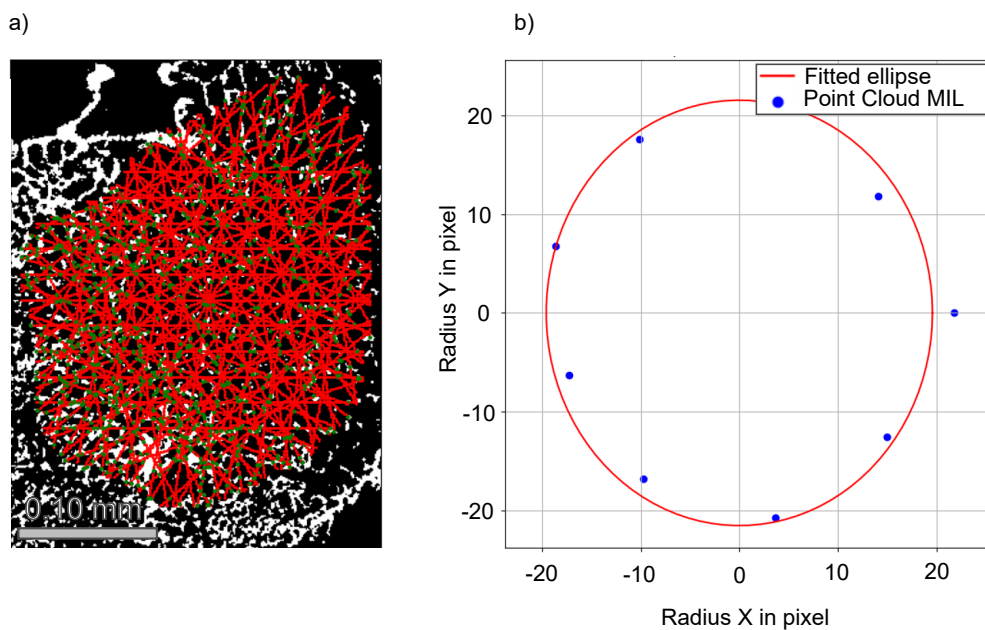 a)
b)
0.10 mm
Fitted ellipse
Point Cloud MIL
Radius Y in pixel
20
10
0
-10
-20
-20
-10
0
10
20
Radius X in pixel